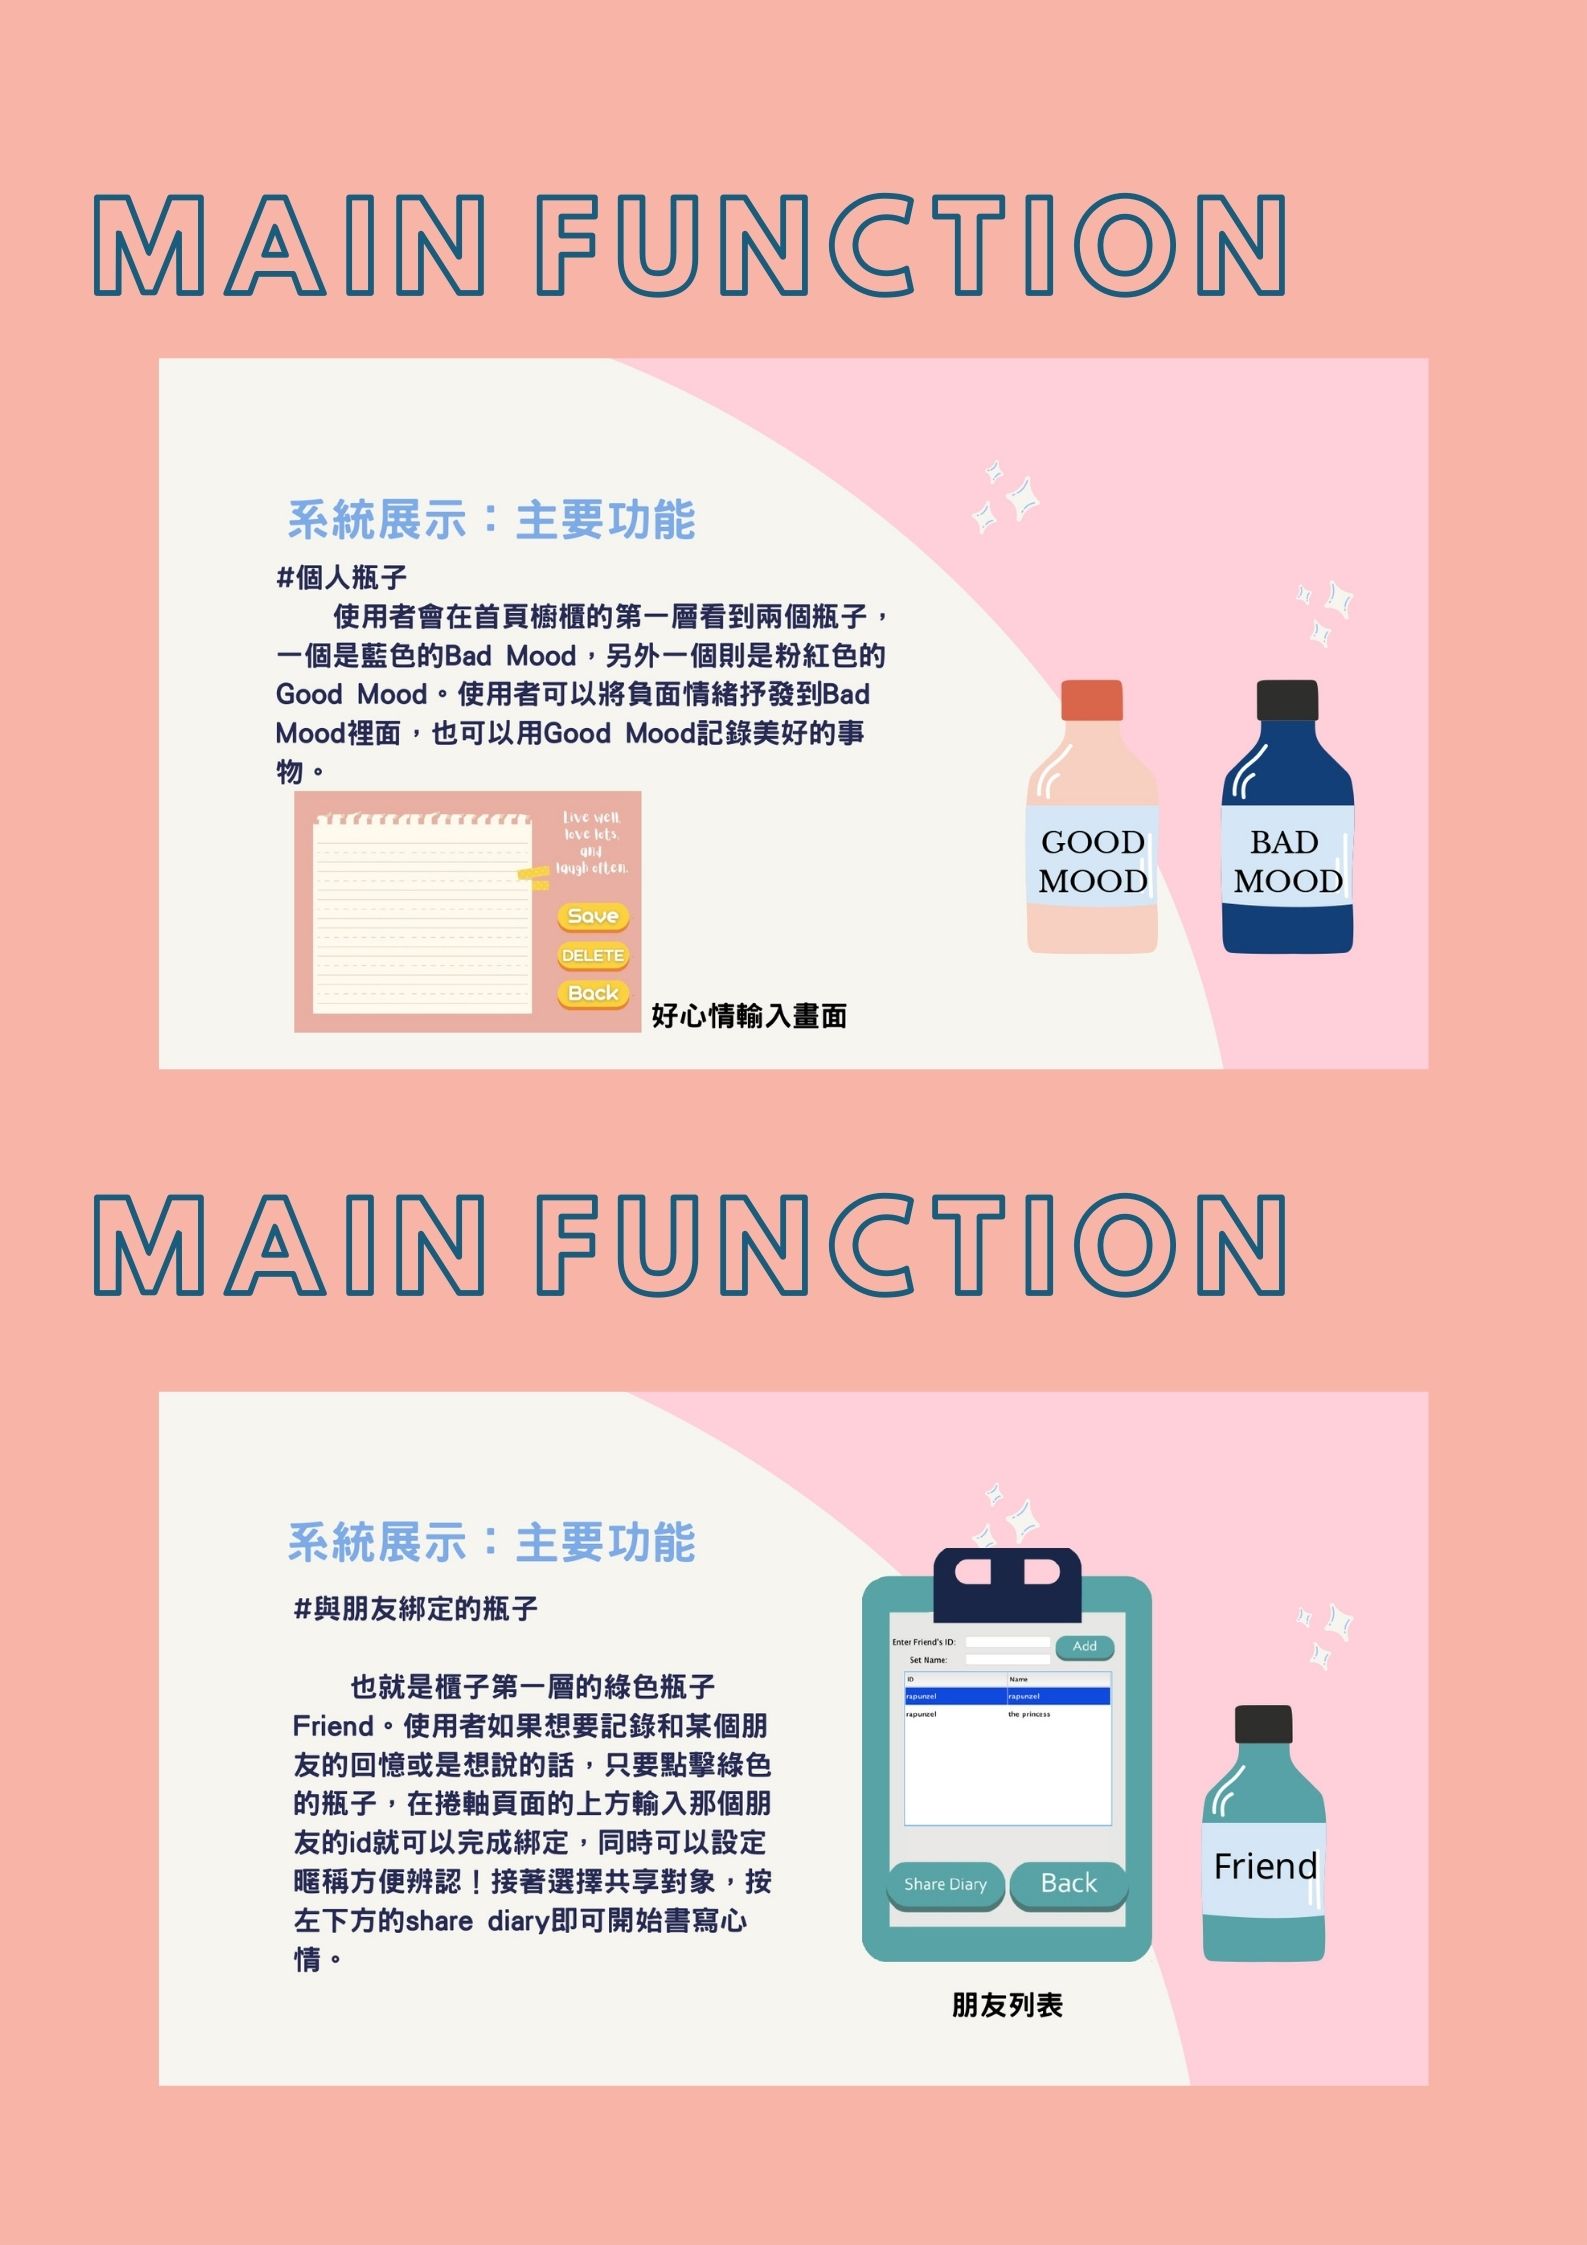 MAIN FUNCTION
系統展示：主要功能
#個人瓶子
使用者會在首頁櫥櫃的第一層看到兩個瓶子，
一個是藍色的Bad Mood，另外一個則是粉紅色的
Good Mood。使用者可以將負面情緒抒發到Bad
Mood裡面，也可以用Good Mood記錄美好的事
物。
Live well,
love lots,
and
laugh often.
Save
DELETE
Back
好心情輸入畫面
GOOD
MOOD
BAD
MOOD
MAIN FUNCTION
系統展示：主要功能
#與朋友綁定的瓶子
也就是櫃子第一層的綠色瓶子
Friend。使用者如果想要記錄和某個朋
友的回憶或是想說的話，只要點擊綠色
的瓶子，在捲軸頁面的上方輸入那個朋
友的id就可以完成綁定，同時可以設定
暱稱方便辨認！接著選擇共享對象，按
左下方的share diary即可開始書寫心
情。
Enter Friend's ID:
Add
Set Name:
ID Name
rapunzel rapunzel
rapunzel the princess
Share Diary
Back
朋友列表
Friend